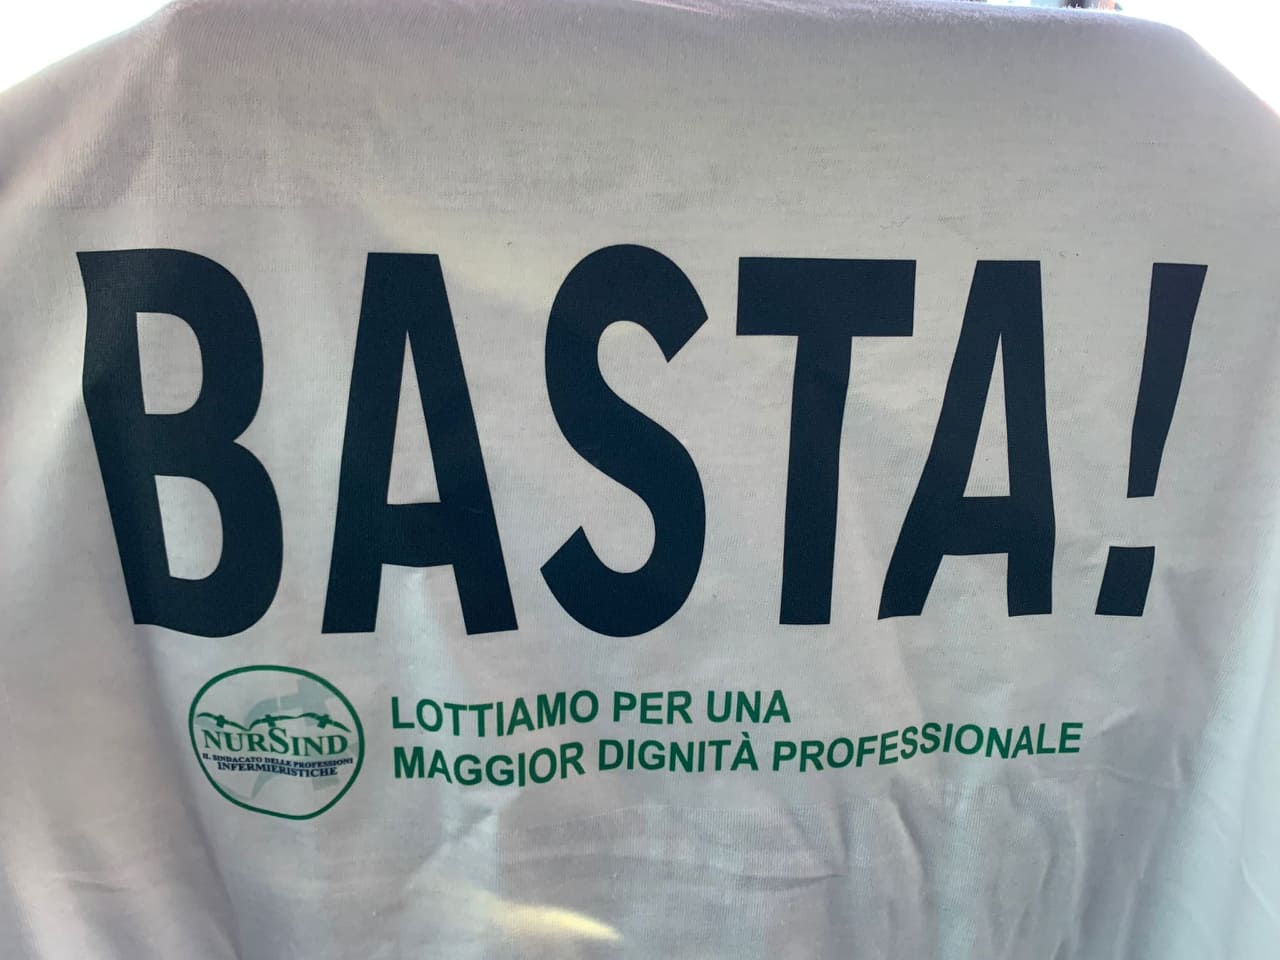 BASTA!
NURSIND
IL SINDACATO DELLE PROFESSIONI
INFERMIERISTICHE
LOTTIAMO PER UNA
MAGGIOR DIGNITÀ PROFESSIONALE